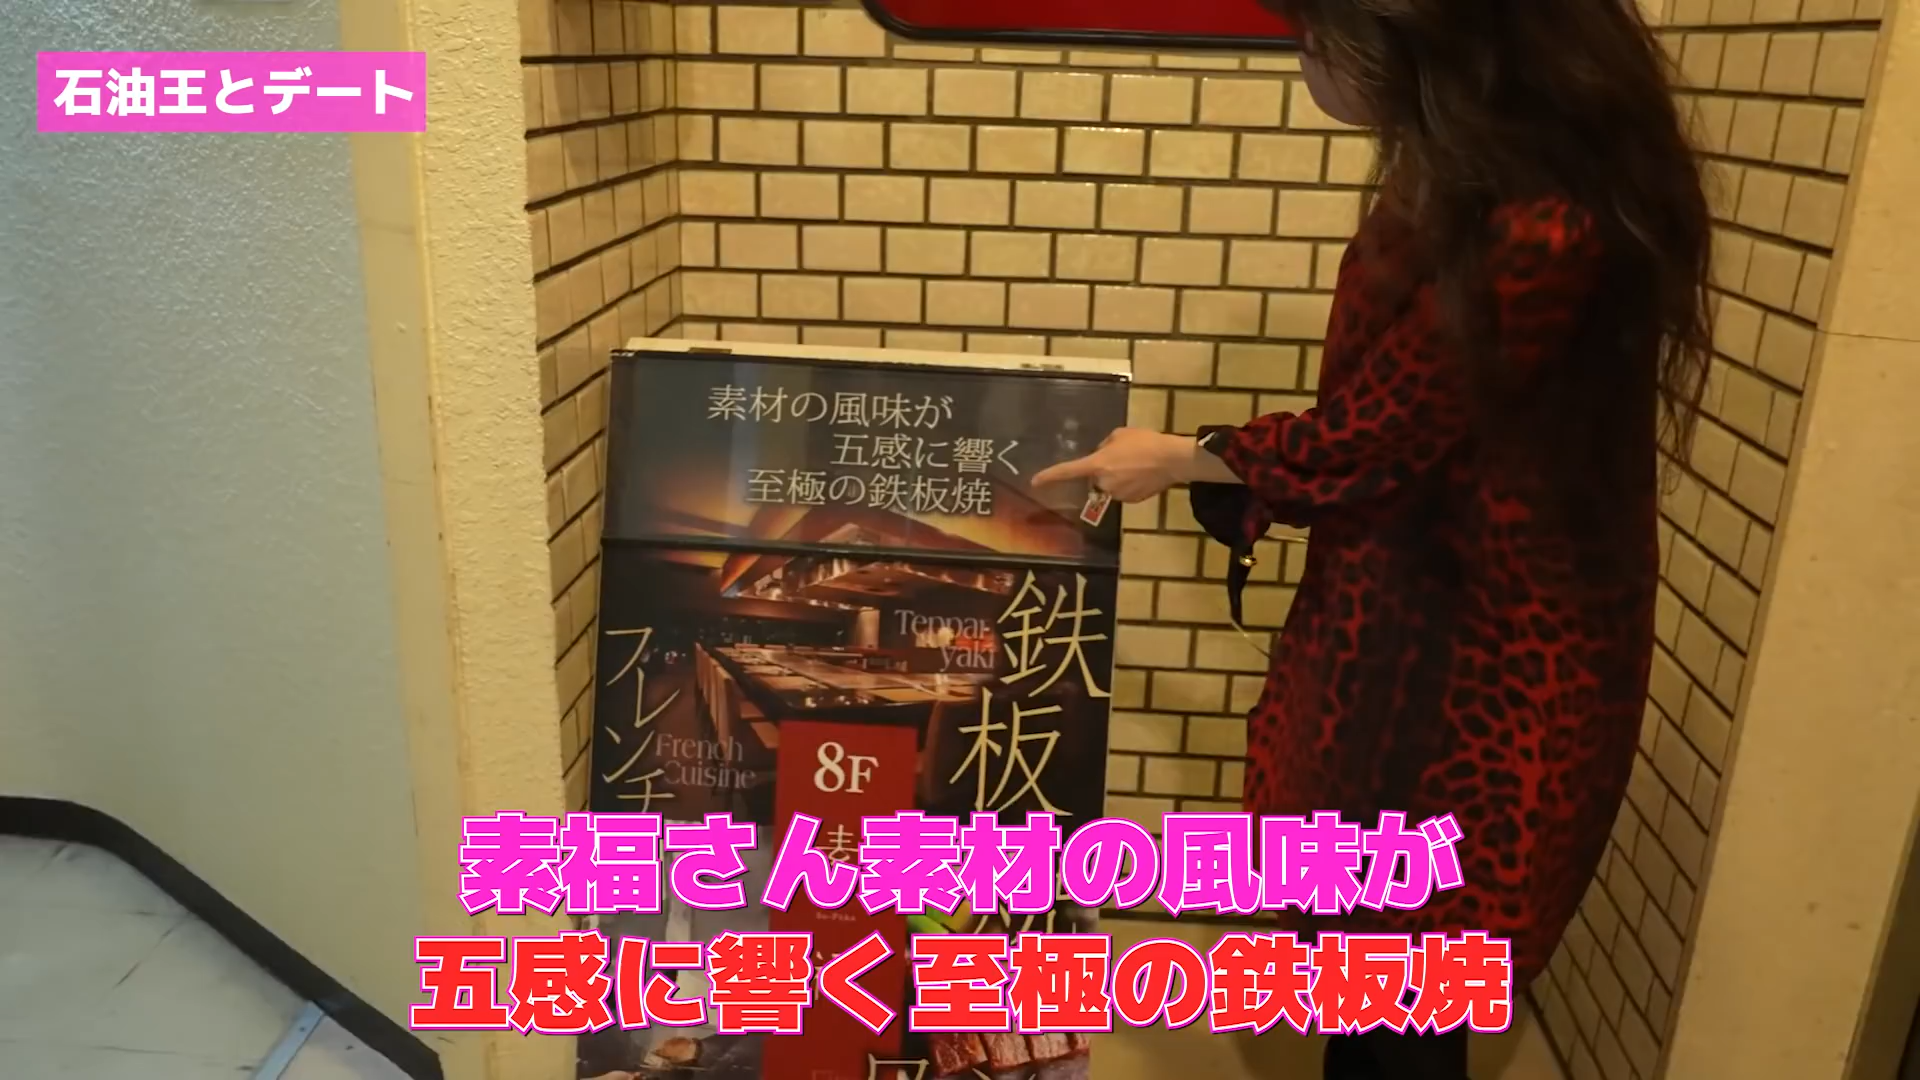 石油王とデート
素材の風味が
五感に響く
至極の鉄板焼
鉄板
Teppan
yaki
フレンチ
French
Cuisine
8F
素福さん素材の風味が
五感に響く至極の鉄板焼